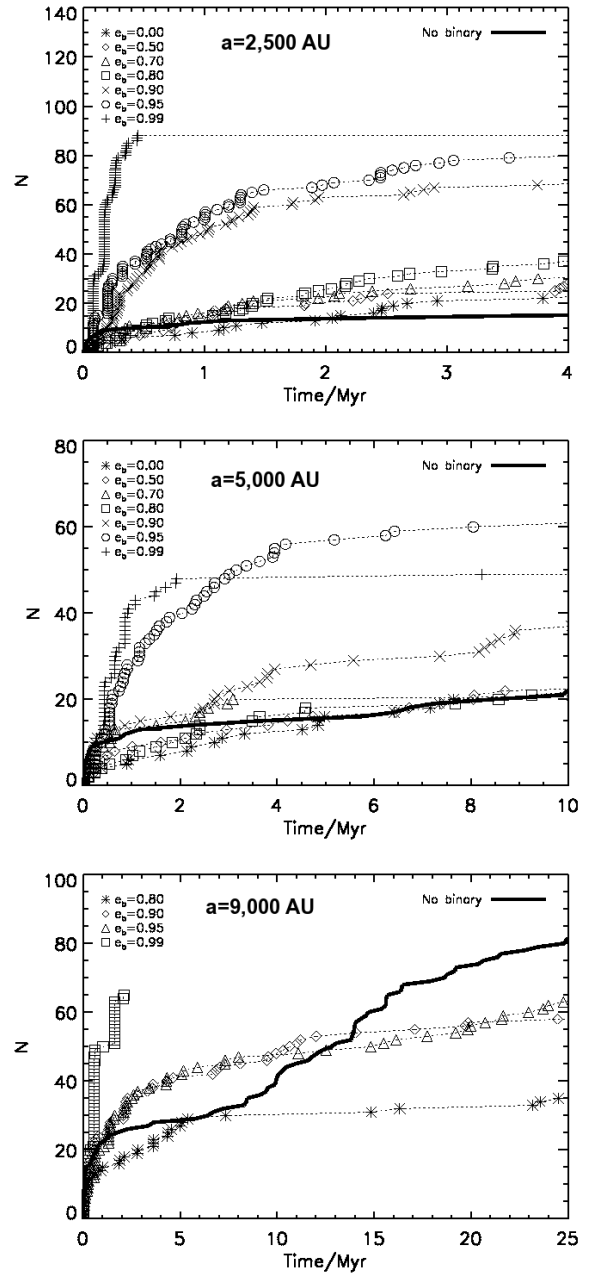 140
120
100
80
60
40
20
0
N
a=2,500 AU
No binary
e_b=0.00
e_b=0.50
e_b=0.70
e_b=0.80
e_b=0.90
e_b=0.95
e_b=0.99
0 1 2 3 4
Time/Myr
80
60
40
20
0
N
a=5,000 AU
No binary
e_b=0.00
e_b=0.50
e_b=0.70
e_b=0.80
e_b=0.90
e_b=0.95
e_b=0.99
0 2 4 6 8 10
Time/Myr
100
80
60
40
20
0
N
a=9,000 AU
No binary
e_b=0.80
e_b=0.90
e_b=0.95
e_b=0.99
0 5 10 15 20 25
Time/Myr